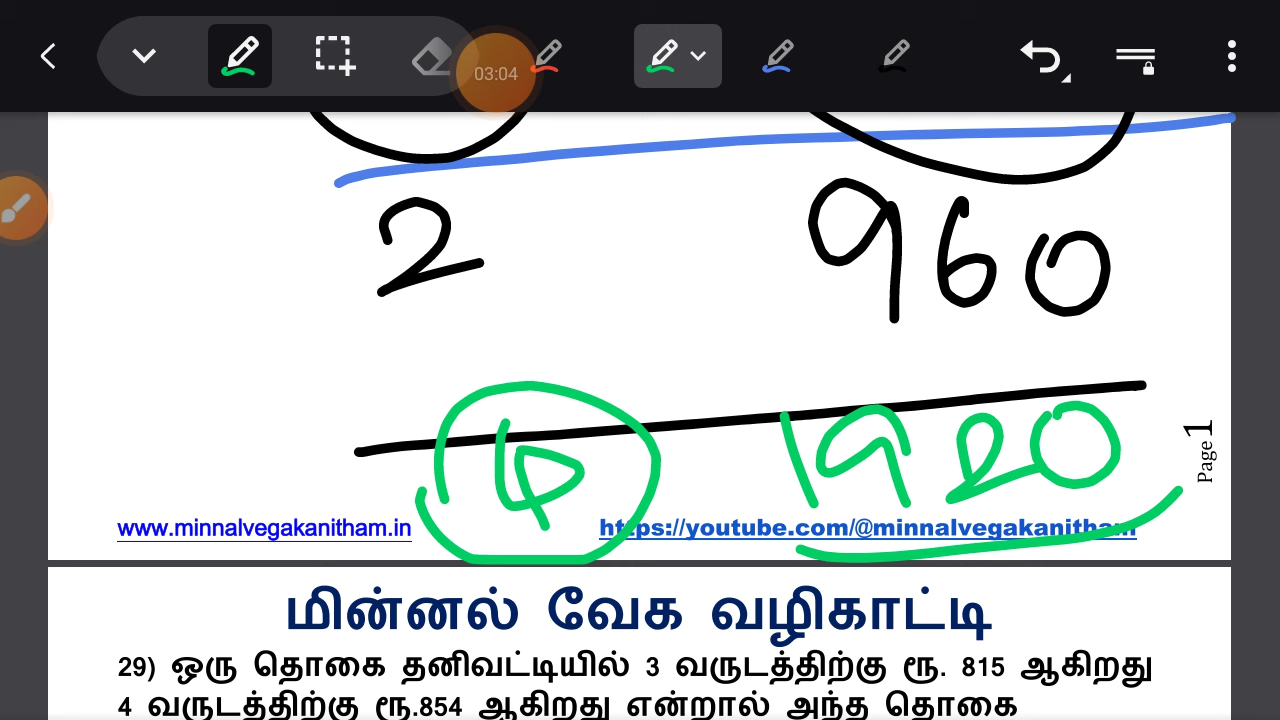 03:04
2 960
4 1920
Page 1
www.minnalvegakanitham.in https://youtube.com/@minnalvegakanitham
மின்னல் வேக வழிகாட்டி
29) ஒரு தொகை தனிவட்டியில் 3 வருடத்திற்கு ரூ. 815 ஆகிறது
4 வருடத்திற்கு ரூ.854 ஆகிறது என்றால் அந்த தொகை